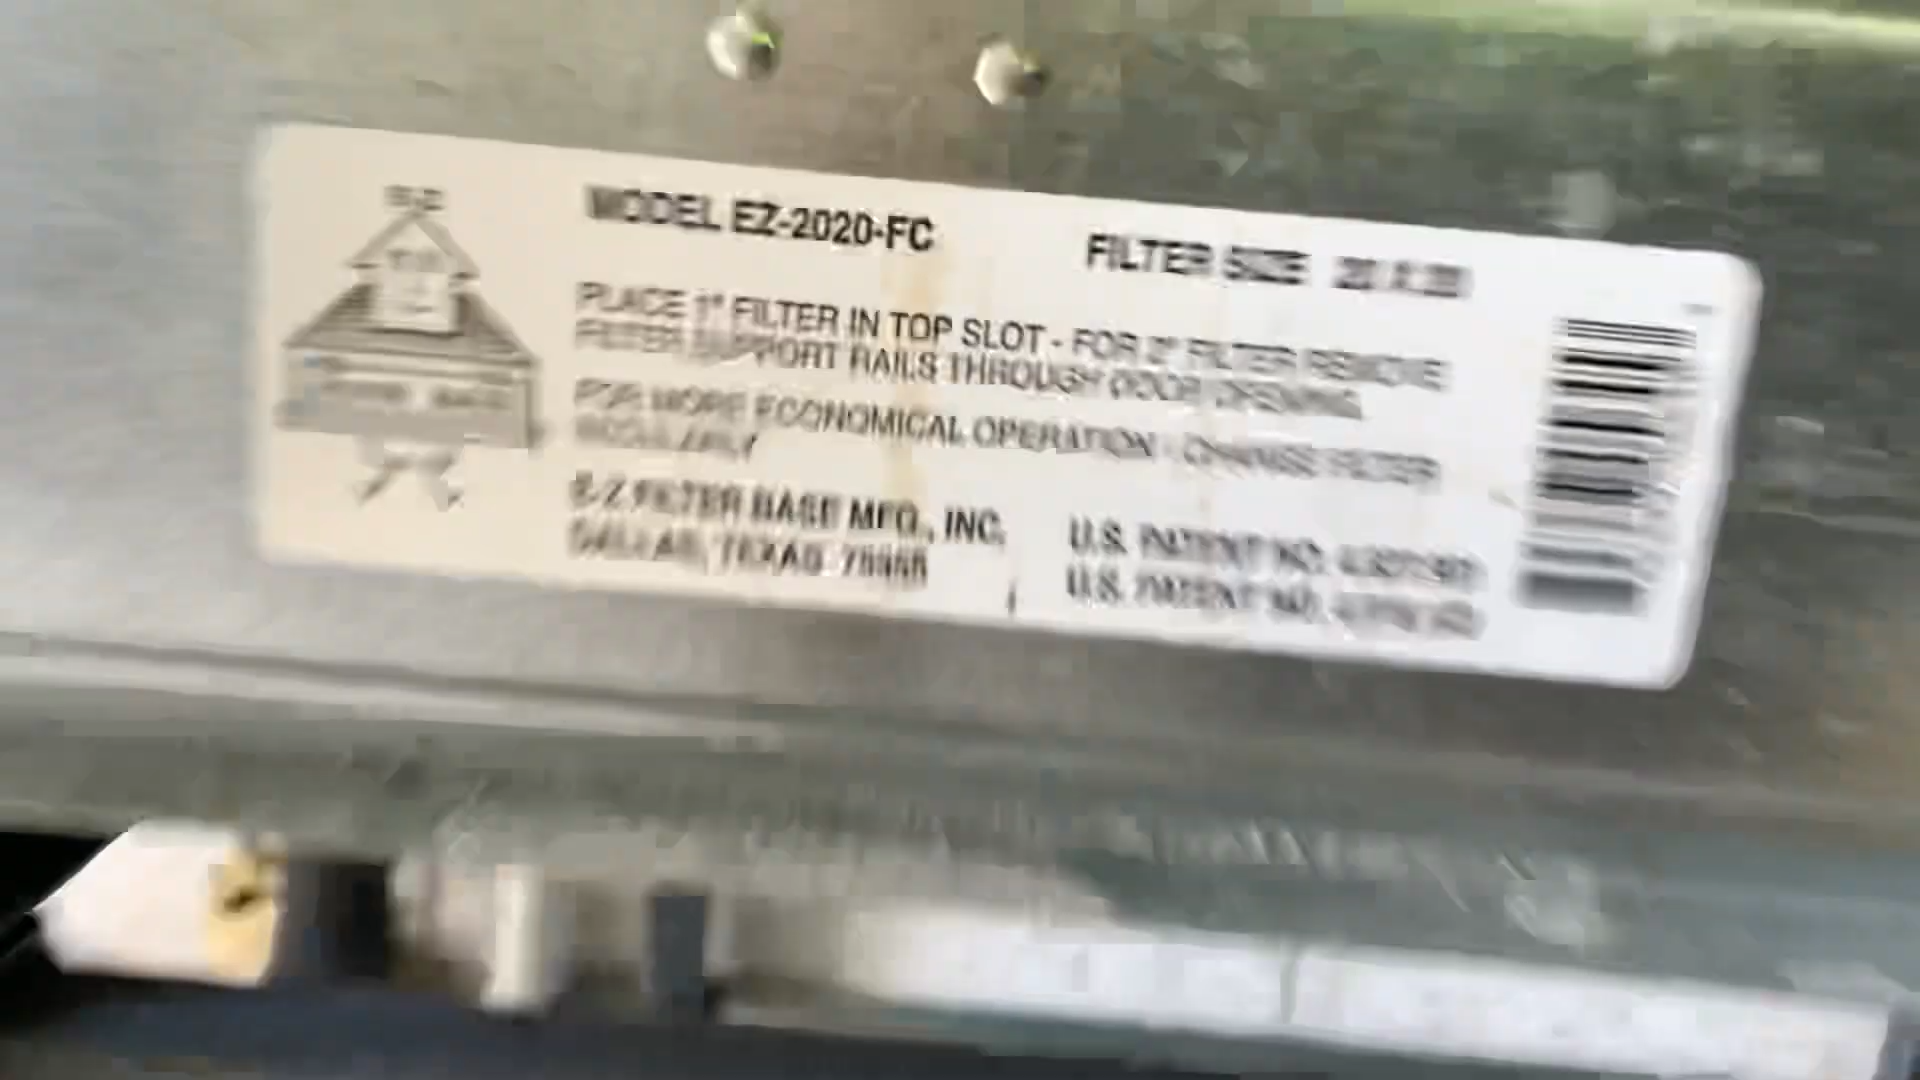 MODEL EZ-2020-FC
FILTER SIZE
PLACE 1" FILTER IN TOP SLOT - FOR 2" FILTER REMOVE
FILTER SUPPORT RAILS THROUGH DOOR OPENING
FOR MORE ECONOMICAL OPERATION - CHANGE FILTER
REGULARLY
E-Z FILTER BASE MFG., INC.
DALLAS, TEXAS
U.S. PATENT NO.
U.S. PATENT NO.